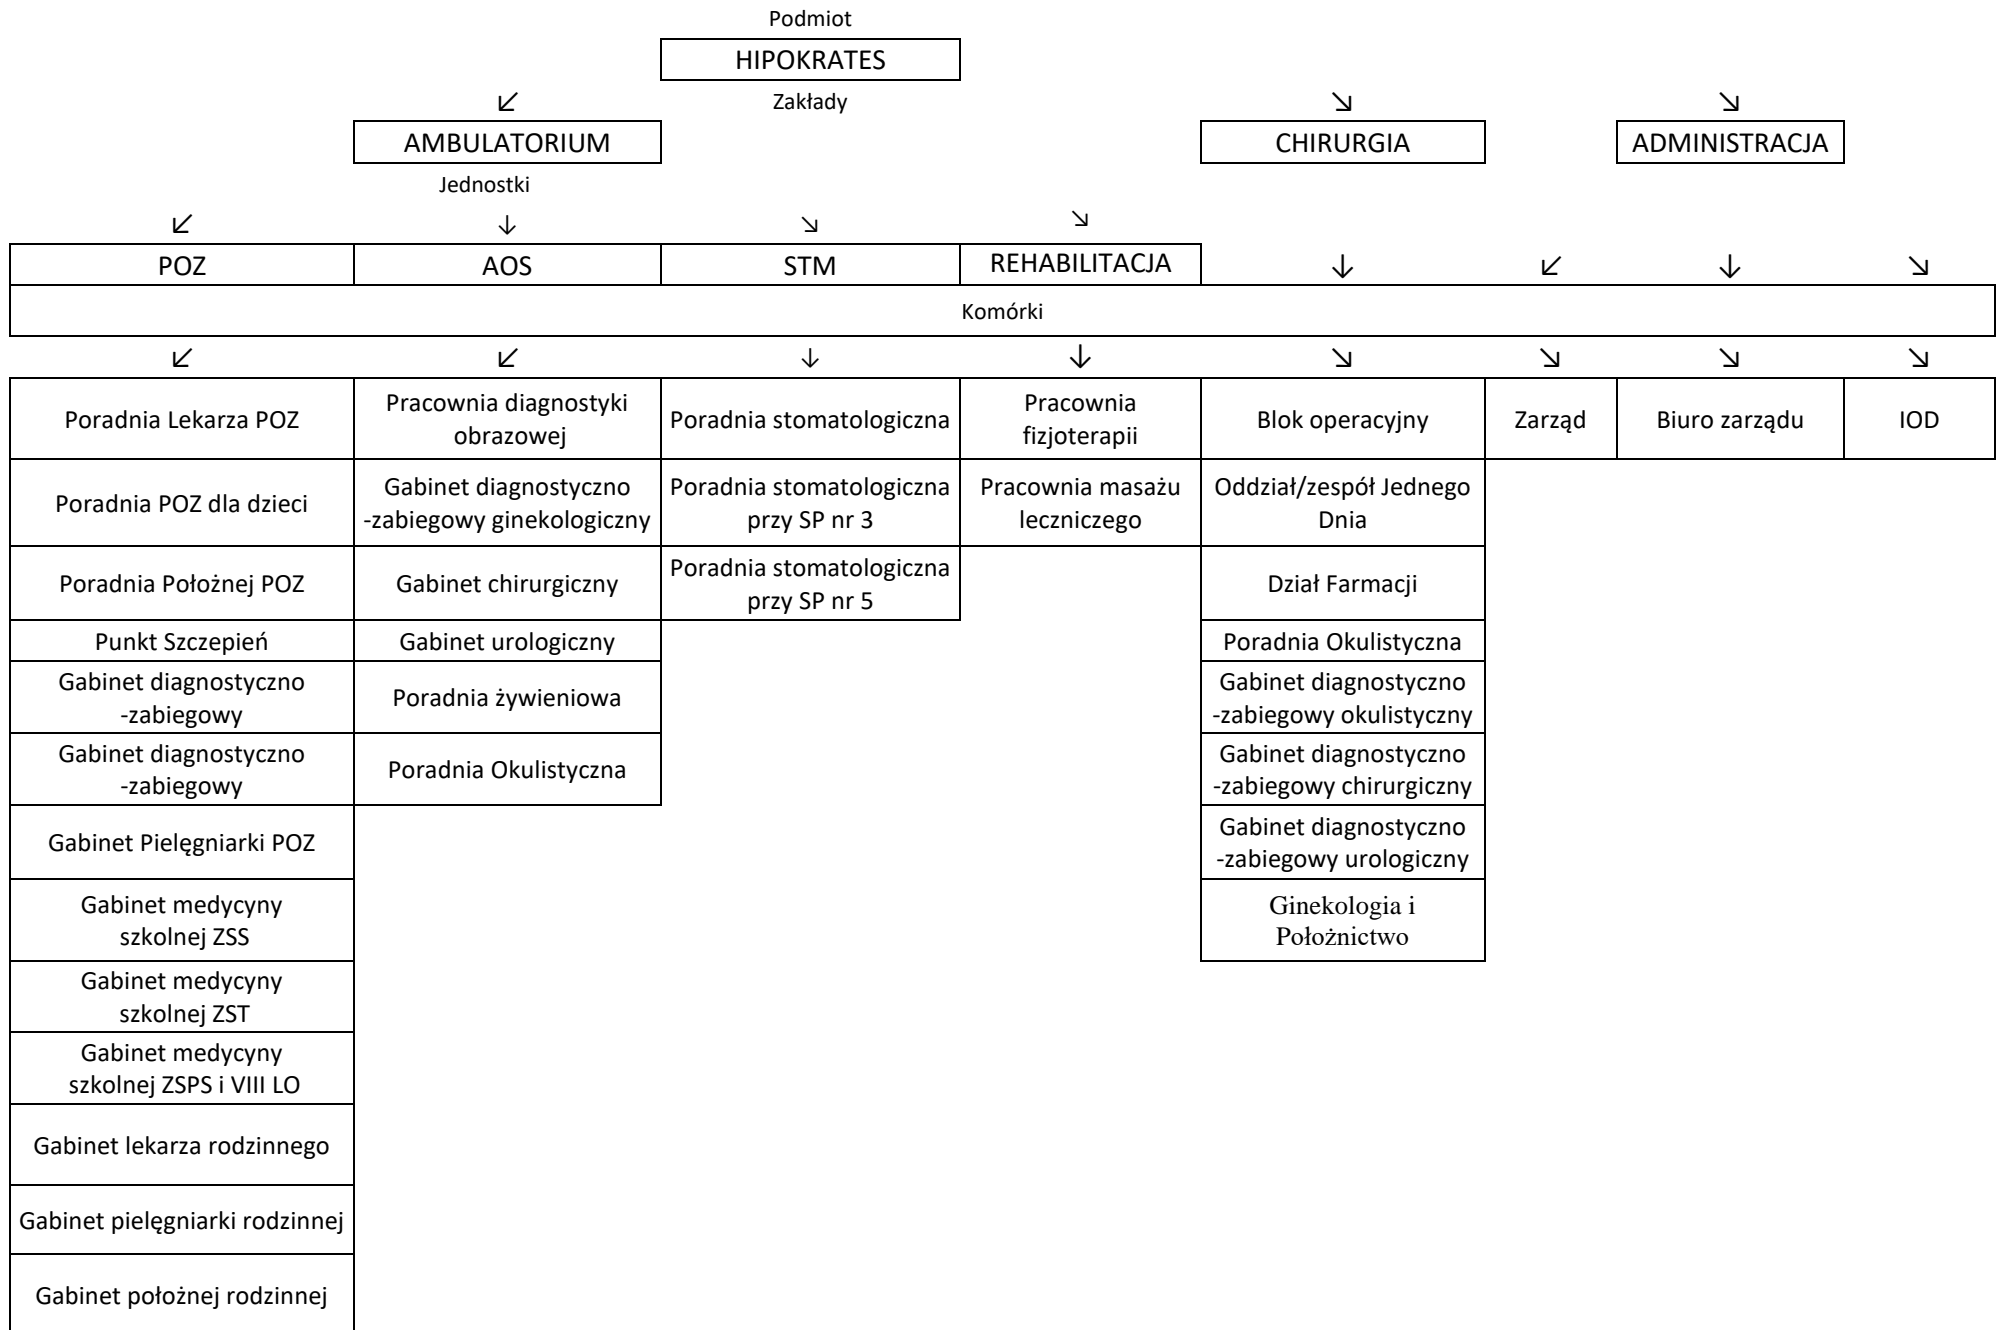 Podmiot
HIPOKRATES
↙ Zakłady ↘ ↘
AMBULATORIUM CHIRURGIA ADMINISTRACJA
Jednostki
↙ ↓ ↘ ↘
POZ AOS STM REHABILITACJA ↓ ↙ ↓ ↘
Komórki
↙ ↙ ↓ ↓ ↘ ↘ ↘ ↘
Poradnia Lekarza POZ
Pracownia diagnostyki
obrazowej
Poradnia stomatologiczna
Pracownia
fizjoterapii
Blok operacyjny
Zarząd
Biuro zarządu
IOD
Poradnia POZ dla dzieci
Gabinet diagnostyczno
-zabiegowy ginekologiczny
Poradnia stomatologiczna
przy SP nr 3
Pracownia masażu
leczniczego
Oddział/zespół Jednego
Dnia
Poradnia Położnej POZ
Gabinet chirurgiczny
Poradnia stomatologiczna
przy SP nr 5
Dział Farmacji
Punkt Szczepień
Gabinet urologiczny
Poradnia Okulistyczna
Gabinet diagnostyczno
-zabiegowy
Poradnia żywieniowa
Gabinet diagnostyczno
-zabiegowy okulistyczny
Gabinet diagnostyczno
-zabiegowy
Poradnia Okulistyczna
Gabinet diagnostyczno
-zabiegowy chirurgiczny
Gabinet Pielęgniarki POZ
Gabinet diagnostyczno
-zabiegowy urologiczny
Gabinet medycyny
szkolnej ZSS
Ginekologia i
Położnictwo
Gabinet medycyny
szkolnej ZST
Gabinet medycyny
szkolnej ZSPS i VIII LO
Gabinet lekarza rodzinnego
Gabinet pielęgniarki rodzinnej
Gabinet położnej rodzinnej